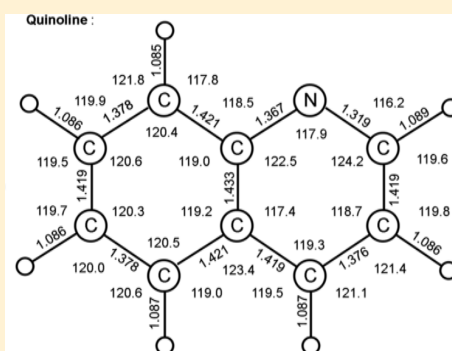 Quinoline :
1.085
121.8 117.8
119.9 1.378 C 1.421 118.5 1.367 N 1.319 116.2
1.086 120.4 117.9 1.089
119.5 C 120.6 119.0 C 122.5 124.2 C 119.6
1.419 1.433 1.419
119.7 C 120.3 119.2 C 117.4 118.7 C 119.8
1.086 120.5 119.3 1.086
120.0 1.378 C 1.421 123.4 1.419 C 1.376 121.4
120.6 119.0 119.5 121.1
1.087 1.087